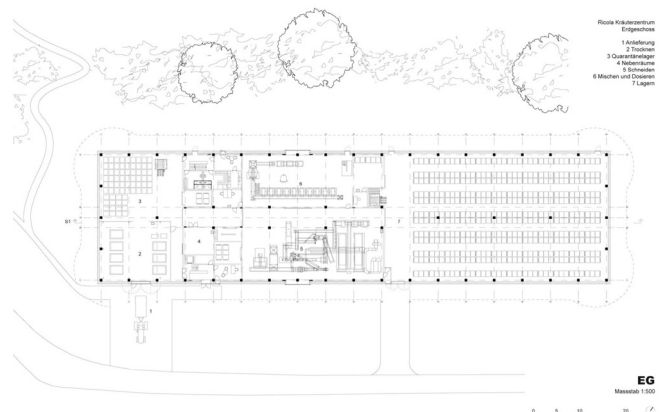 Ricola Kräuterzentrum
Erdgeschoss
1 Anlieferung
2 Trocknen
3 Quarantänelager
4 Nebenräume
5 Schneiden
6 Mischen und Dosieren
7 Lagern
6
3
B1
7
4
5
2
1
EG
Massstab 1:500
0 5 10 20